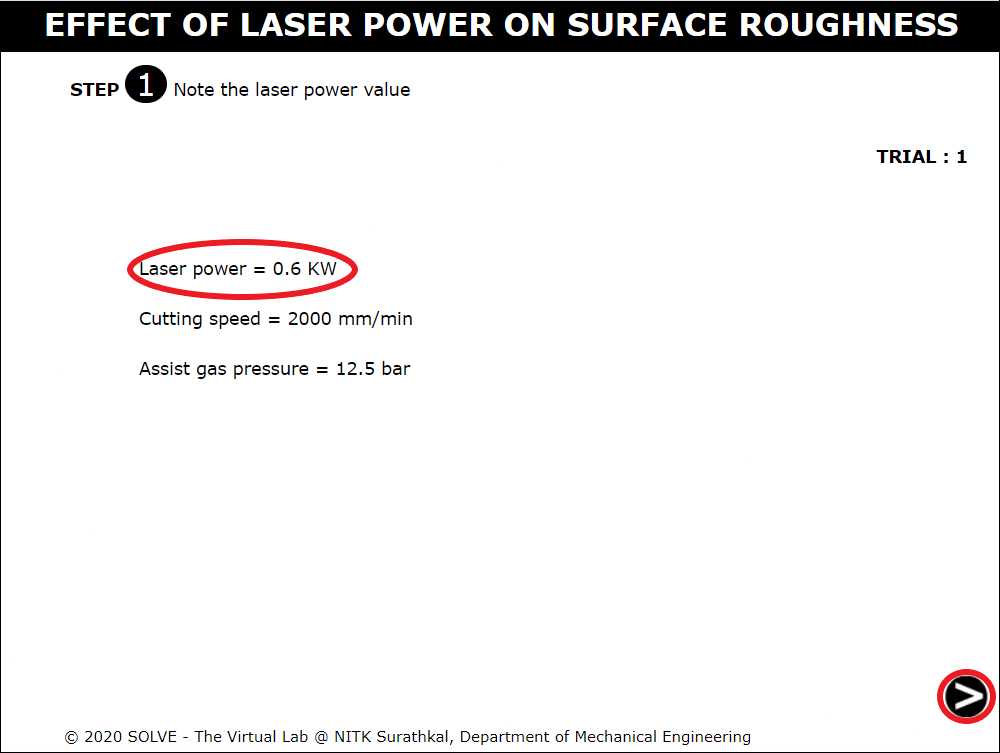 EFFECT OF LASER POWER ON SURFACE ROUGHNESS
STEP 1 Note the laser power value
TRIAL : 1
Laser power = 0.6 KW
Cutting speed = 2000 mm/min
Assist gas pressure = 12.5 bar
>
© 2020 SOLVE - The Virtual Lab @ NITK Surathkal, Department of Mechanical Engineering